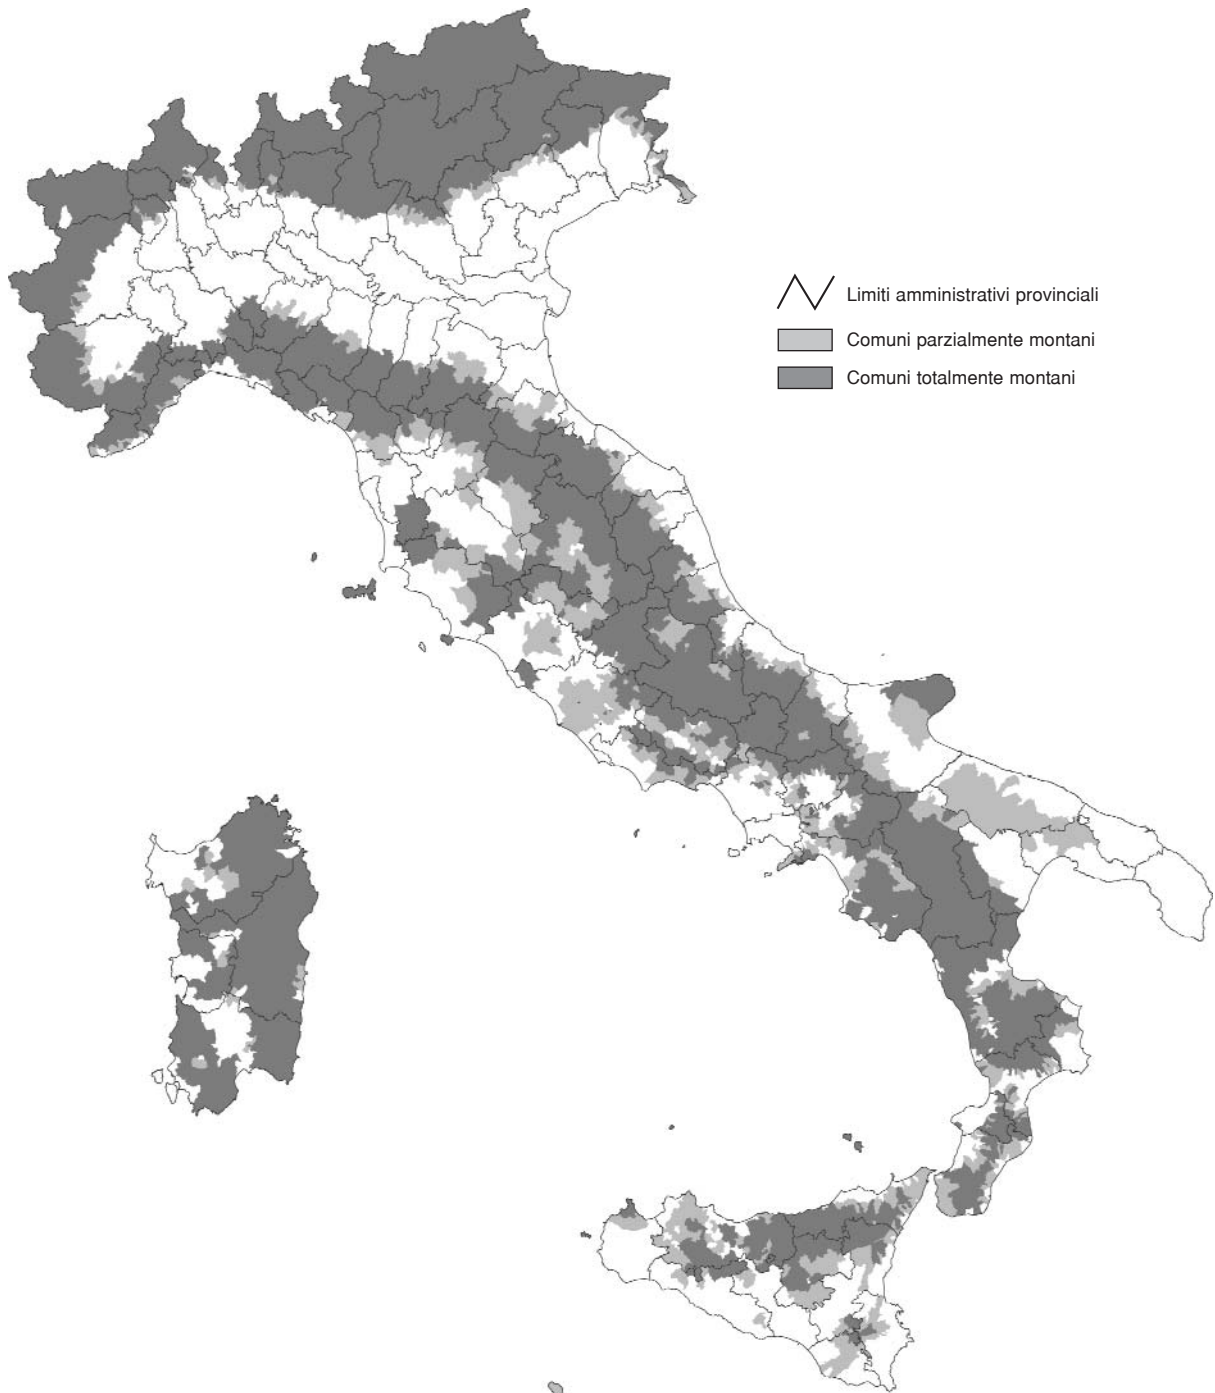 Limiti amministrativi provinciali
Comuni parzialmente montani
Comuni totalmente montani